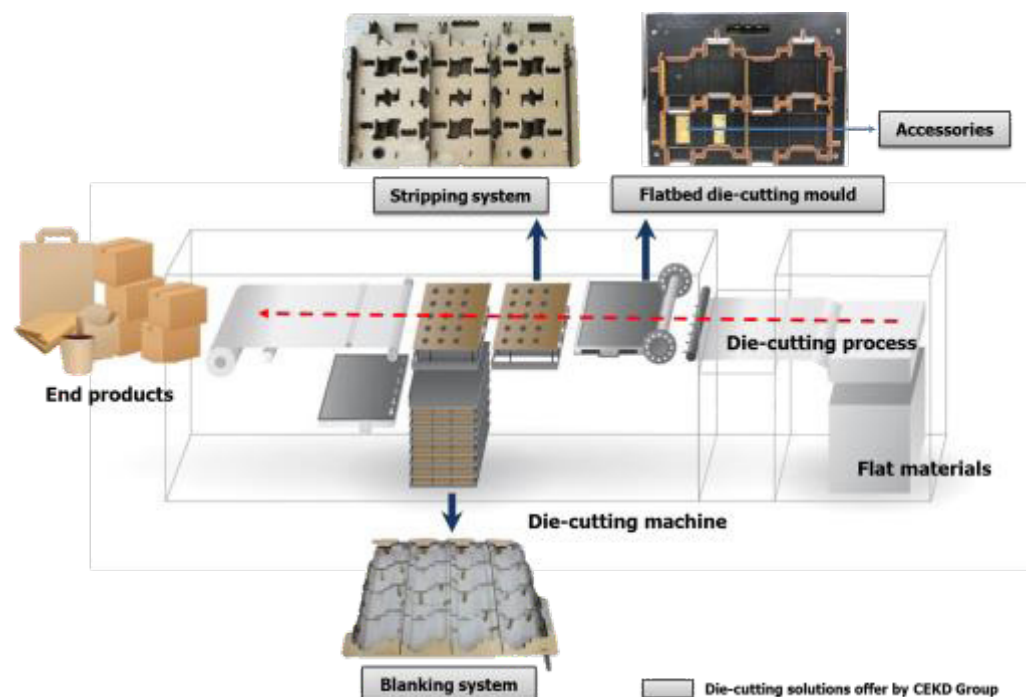 Accessories
Stripping system
Flatbed die-cutting mould
Die-cutting process
End products
Flat materials
Die-cutting machine
Blanking system
Die-cutting solutions offer by CEKD Group